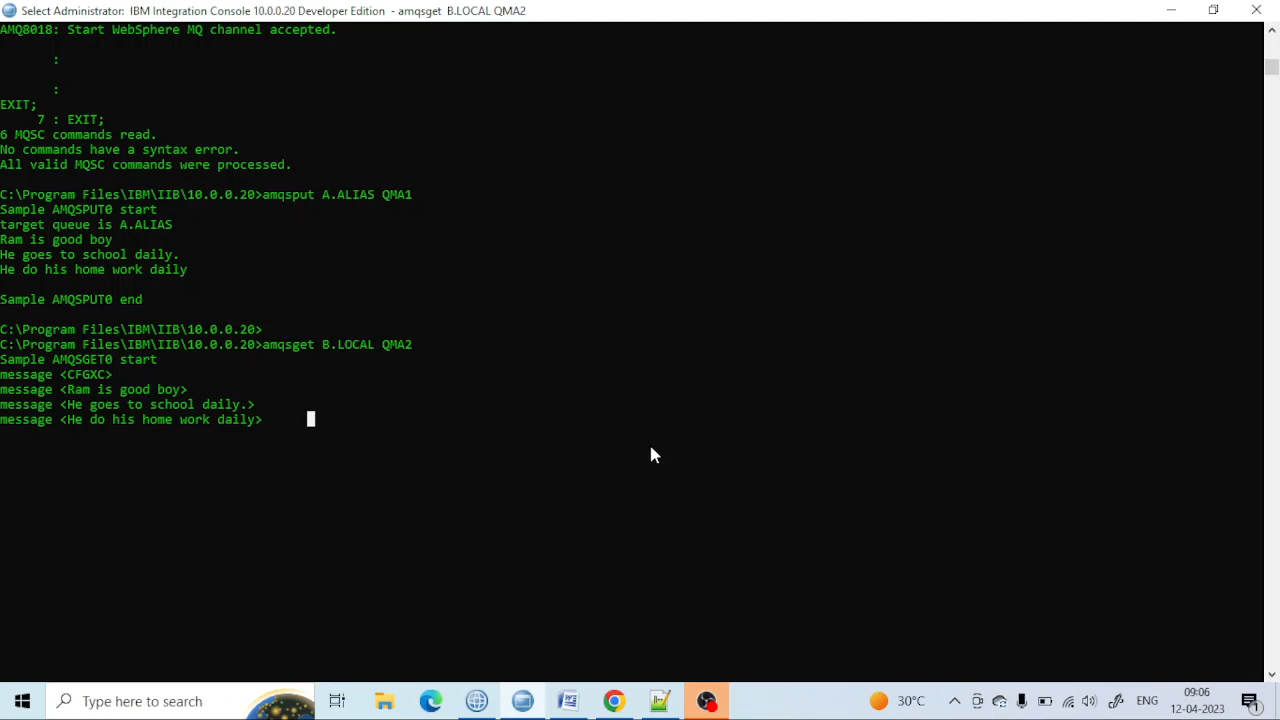 Select Administrator: IBM Integration Console 10.0.0.20 Developer Edition - amqsget B.LOCAL QMA2
AMQ8018: Start WebSphere MQ channel accepted.
:
:
EXIT;
7 : EXIT;
6 MQSC commands read.
No commands have a syntax error.
All valid MQSC commands were processed.
C:\Program Files\IBM\IIB\10.0.0.20>amqsput A.ALIAS QMA1
Sample AMQSPUT0 start
target queue is A.ALIAS
Ram is good boy
He goes to school daily.
He do his home work daily
Sample AMQSPUT0 end
C:\Program Files\IBM\IIB\10.0.0.20>
C:\Program Files\IBM\IIB\10.0.0.20>amqsget B.LOCAL QMA2
Sample AMQSGET0 start
message <CFGXC>
message <Ram is good boy>
message <He goes to school daily.>
message <He do his home work daily>
Type here to search
30°C
ENG
09:06
12-04-2023
1